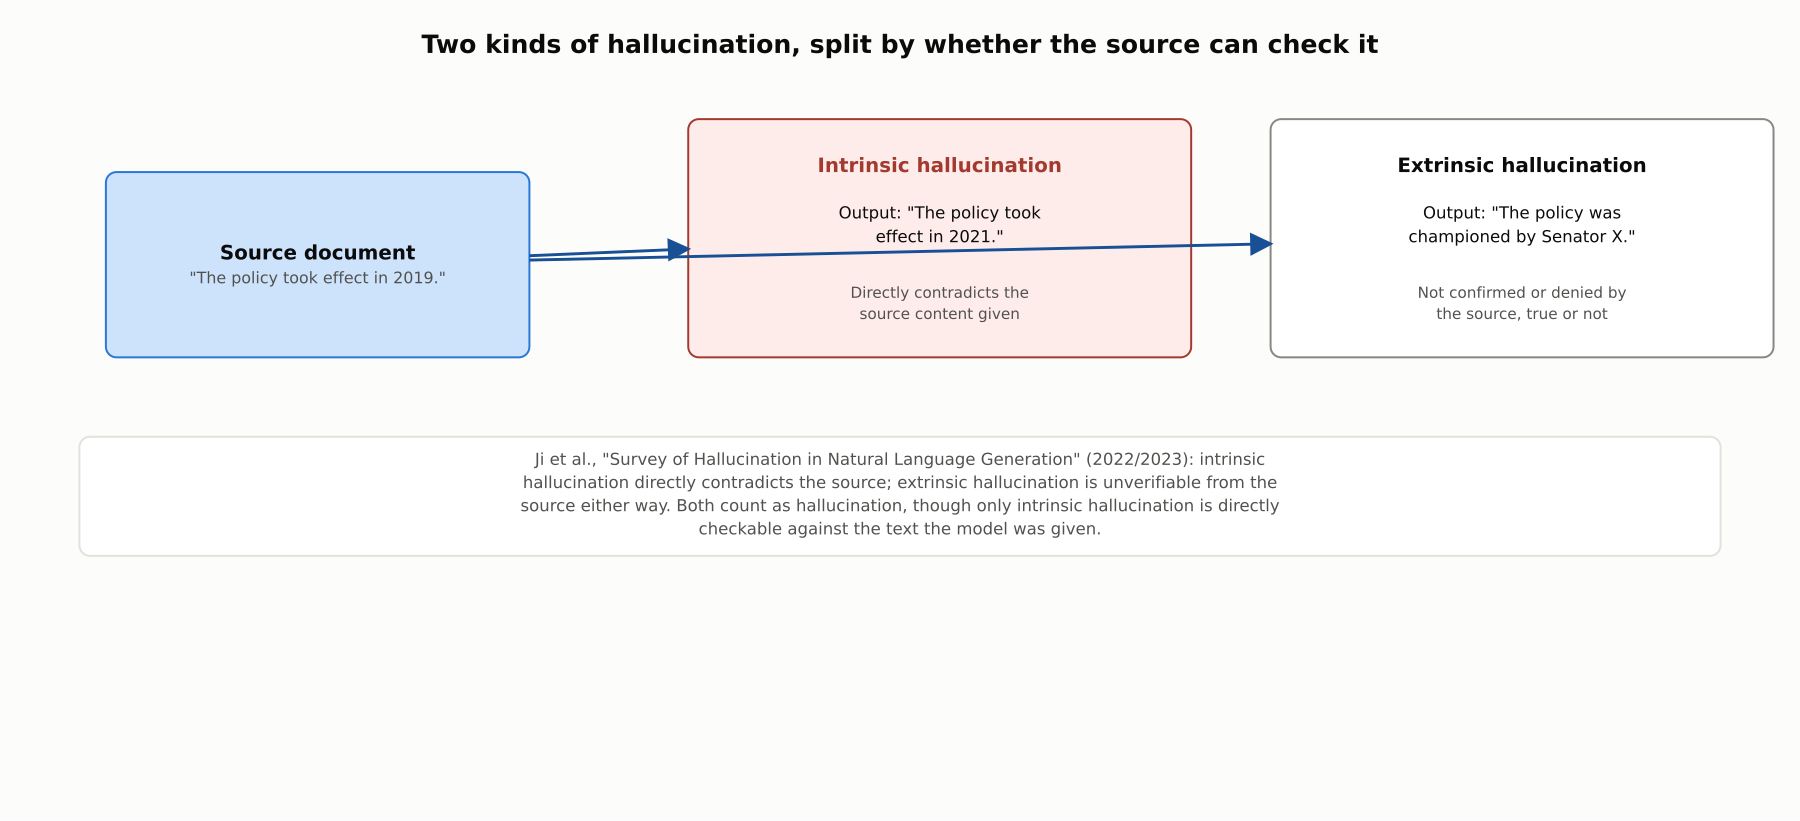 Two kinds of hallucination, split by whether the source can check it
Source document
"The policy took effect in 2019."
Intrinsic hallucination
Output: "The policy took
effect in 2021."
Directly contradicts the
source content given
Extrinsic hallucination
Output: "The policy was
championed by Senator X."
Not confirmed or denied by
the source, true or not
Ji et al., "Survey of Hallucination in Natural Language Generation" (2022/2023): intrinsic
hallucination directly contradicts the source; extrinsic hallucination is unverifiable from the
source either way. Both count as hallucination, though only intrinsic hallucination is directly
checkable against the text the model was given.